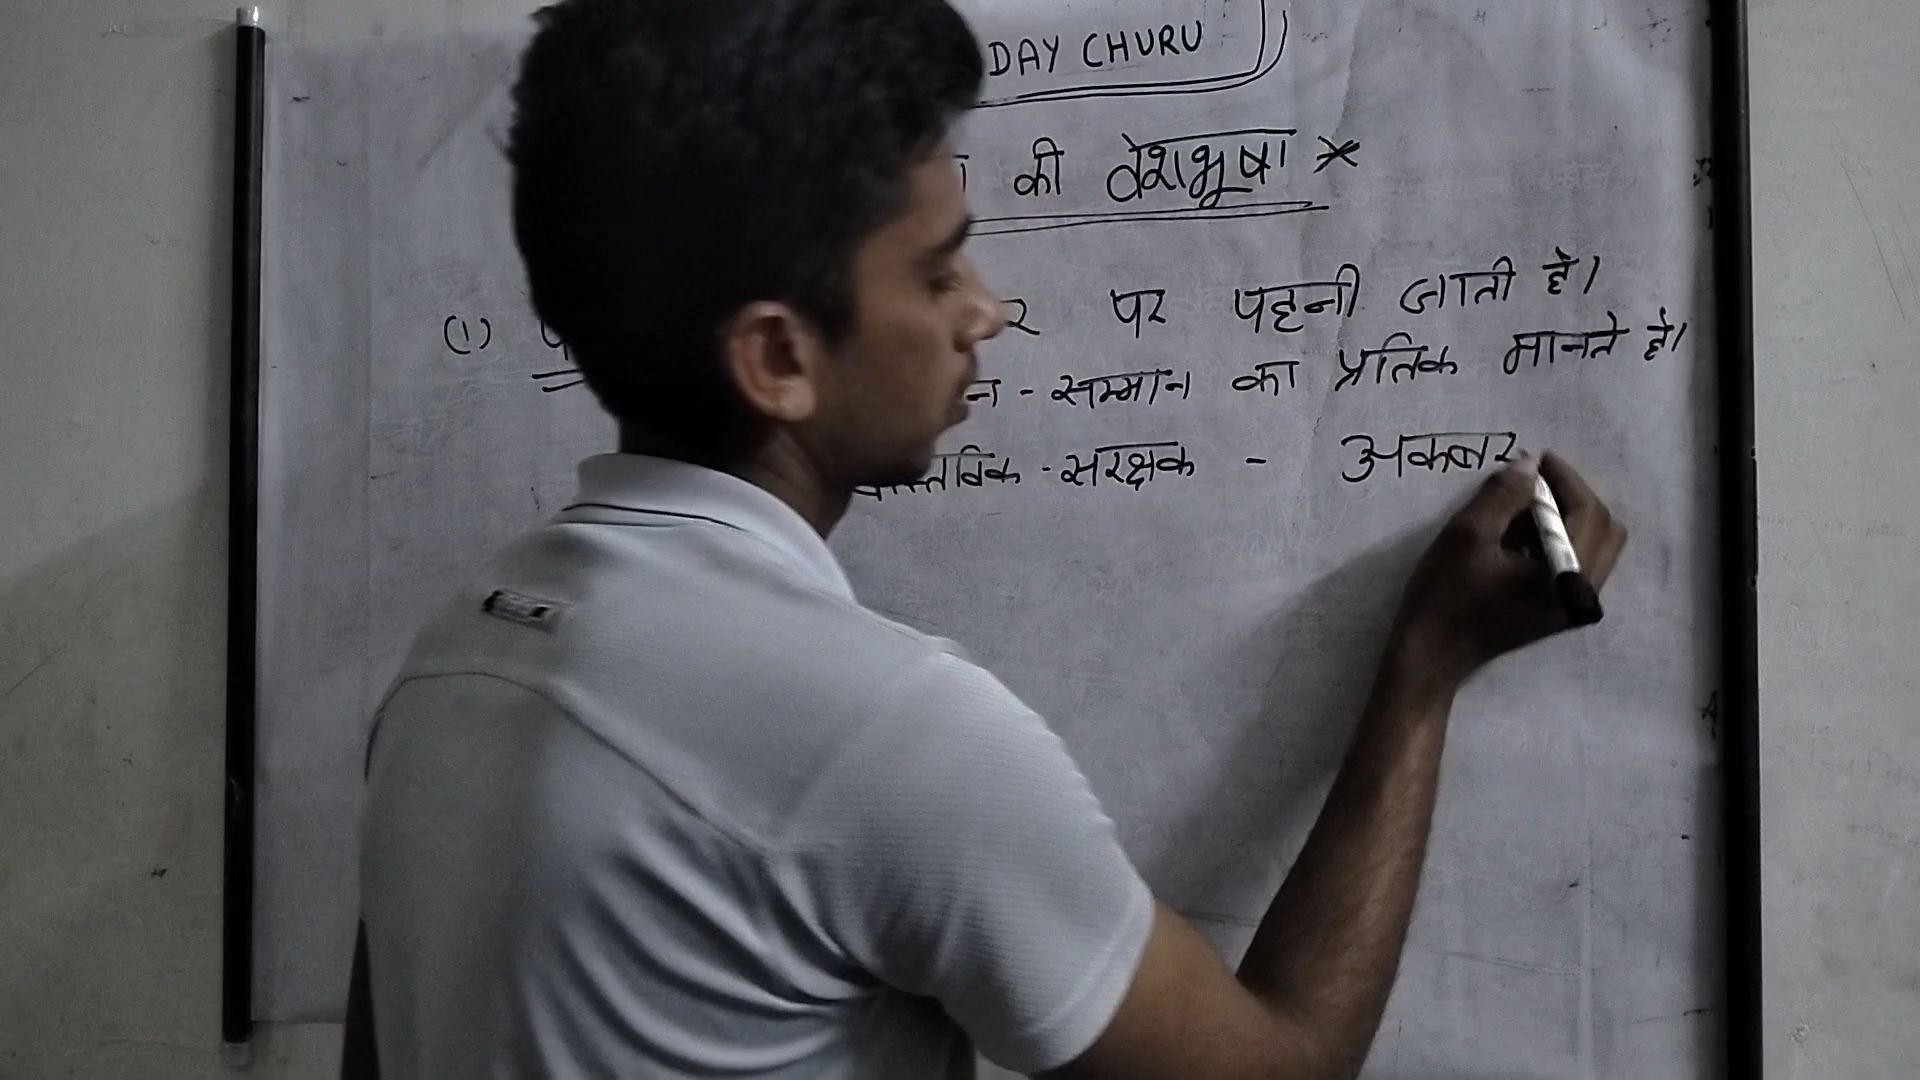 DAY CHURU
की वेशभूषा *
(1) पर पहनी जाती है।
- सम्मान का प्रतिक मानते है।
वास्तविक - सरक्षक - अकबर